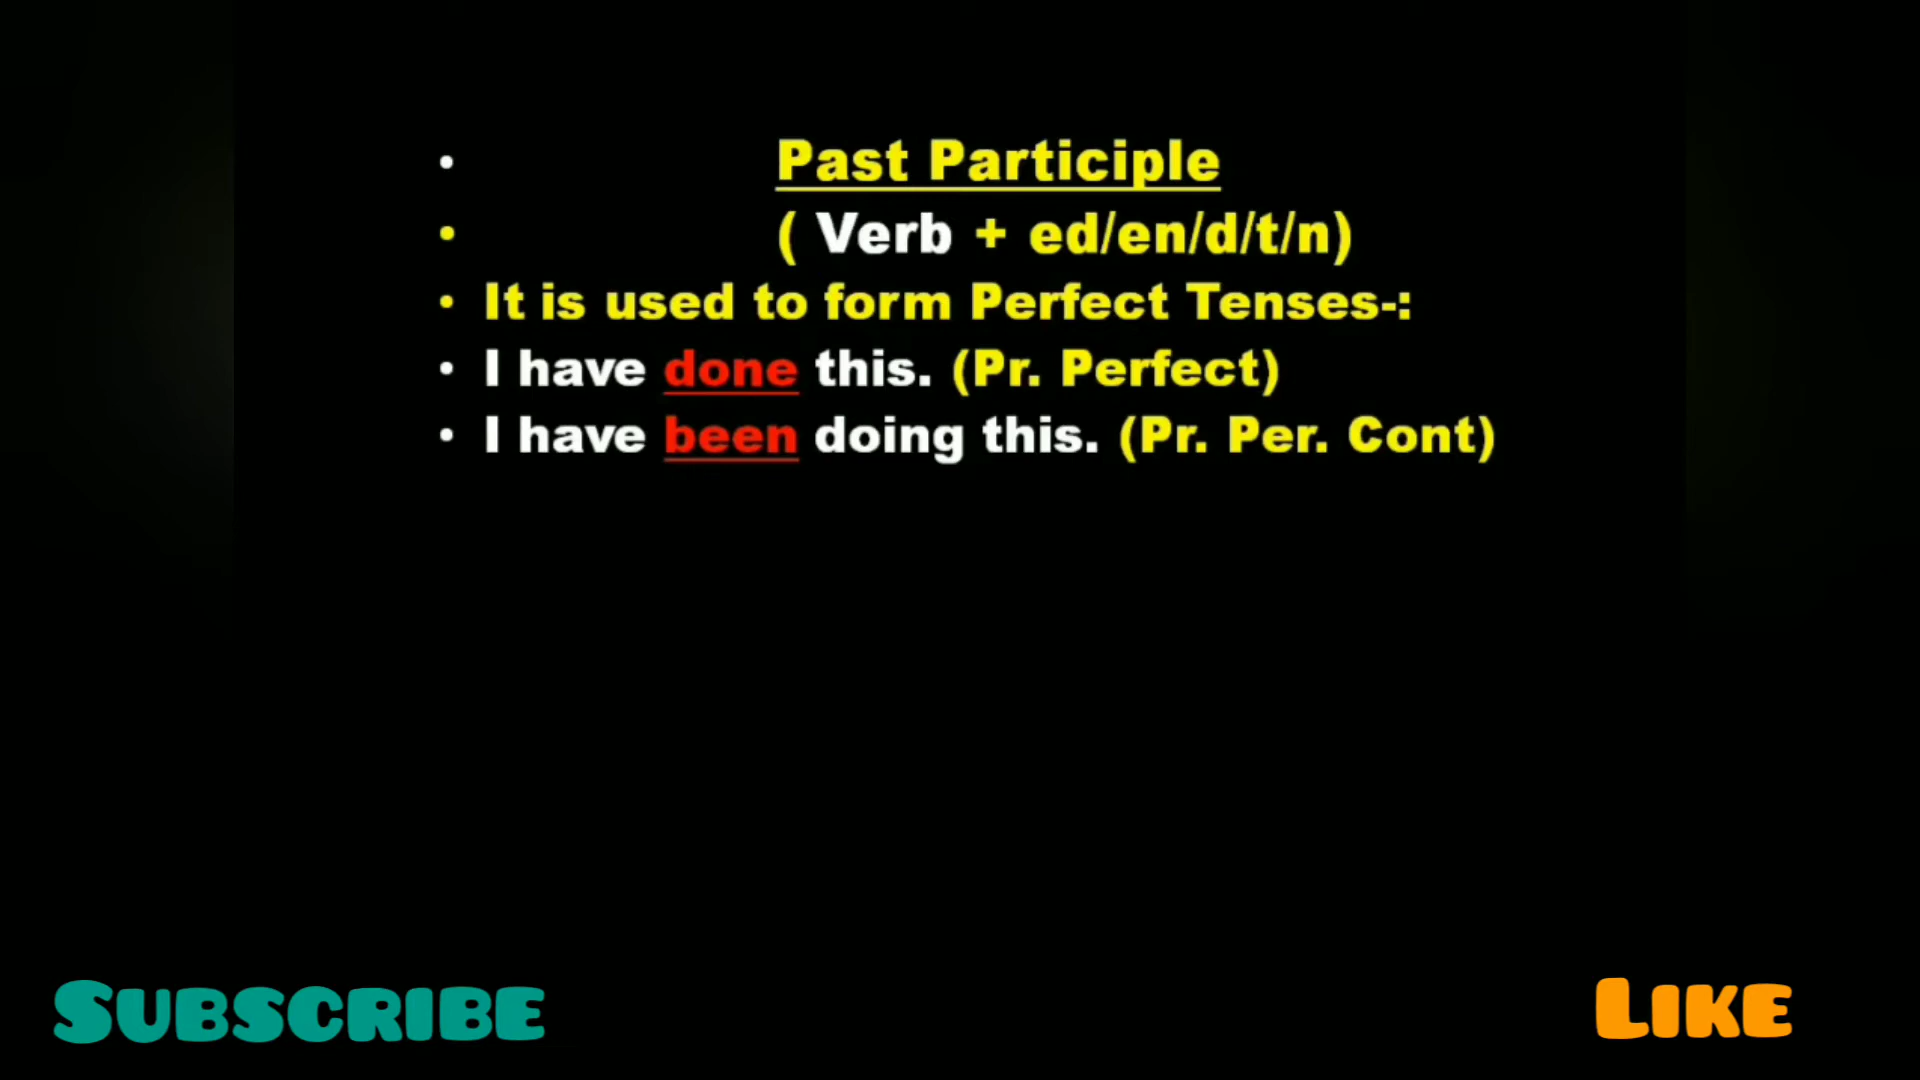 • Past Participle
• ( Verb + ed/en/d/t/n)
• It is used to form Perfect Tenses-:
• I have done this. (Pr. Perfect)
• I have been doing this. (Pr. Per. Cont)
SUBSCRIBE
LIKE